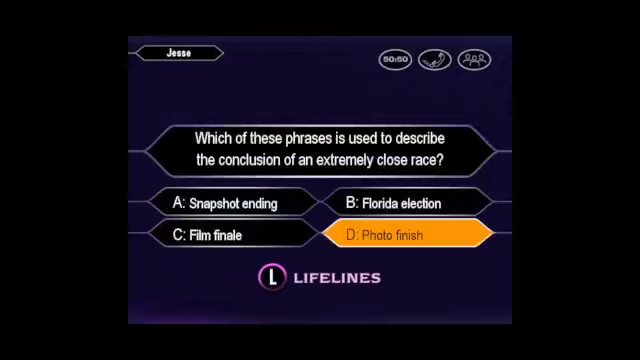 Jesse
50:50
Which of these phrases is used to describe
the conclusion of an extremely close race?
A: Snapshot ending
B: Florida election
C: Film finale
D: Photo finish
L LIFELINES